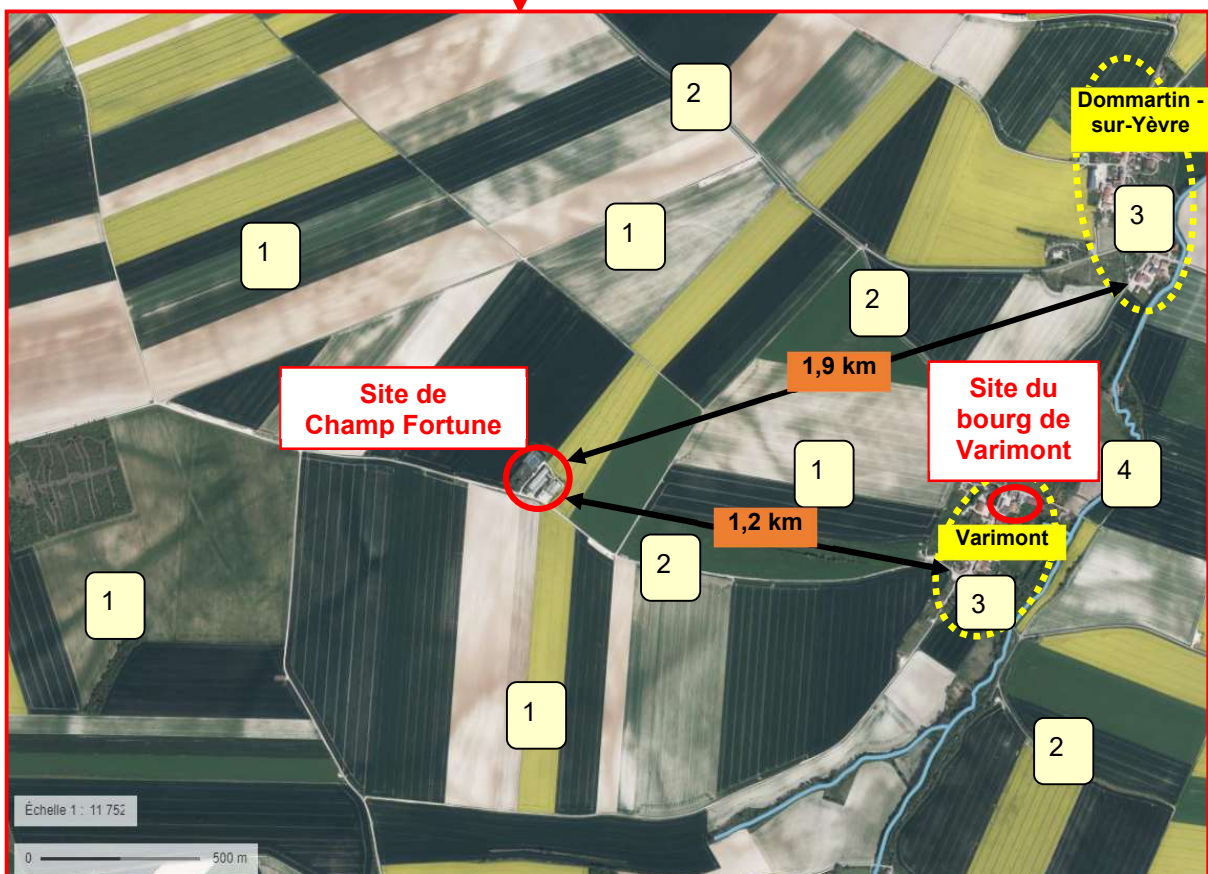 2
Dommartin -
sur-Yèvre
3
1
1
2
1,9 km
Site de
Champ Fortune
Site du
bourg de
Varimont
1
4
1,2 km
Varimont
2
1
3
1
2
Échelle 1 : 11 752
0 500 m